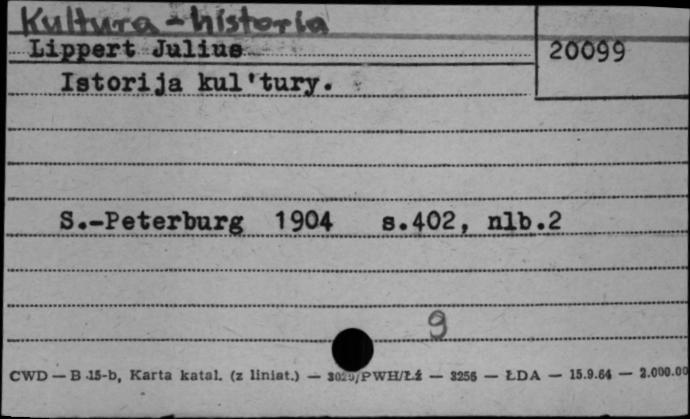 Kultura - historia
Lippert Julius
20099
Istorija kul'tury.
S.-Peterburg 1904 s.402, nlb.2
9
CWD — B 15-b, Karta katal. (z liniat.) — PWH/Łź — 3256 — ŁDA — 15.9.64 — 2.000.00